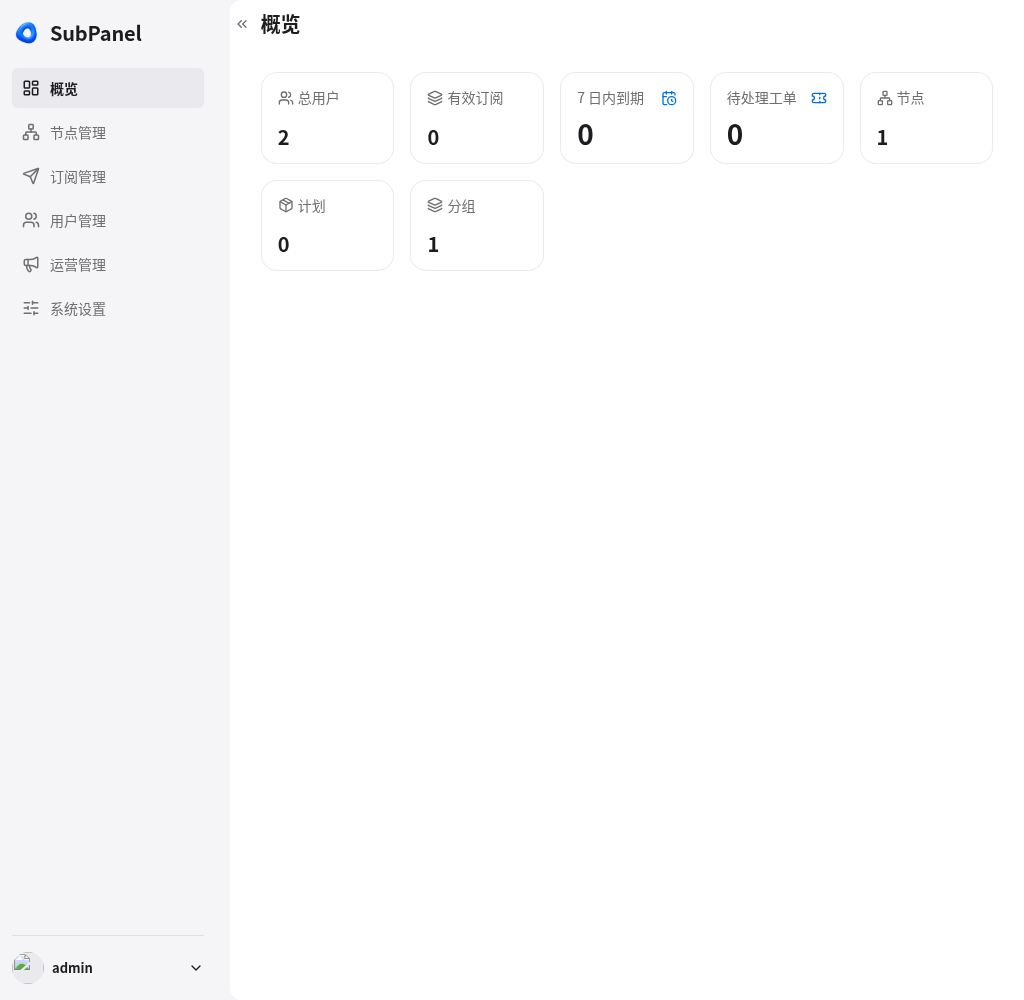 SubPanel
概览
节点管理
订阅管理
用户管理
运营管理
系统设置
admin
概览
总用户
2
有效订阅
0
7 日内到期
0
待处理工单
0
节点
1
计划
0
分组
1